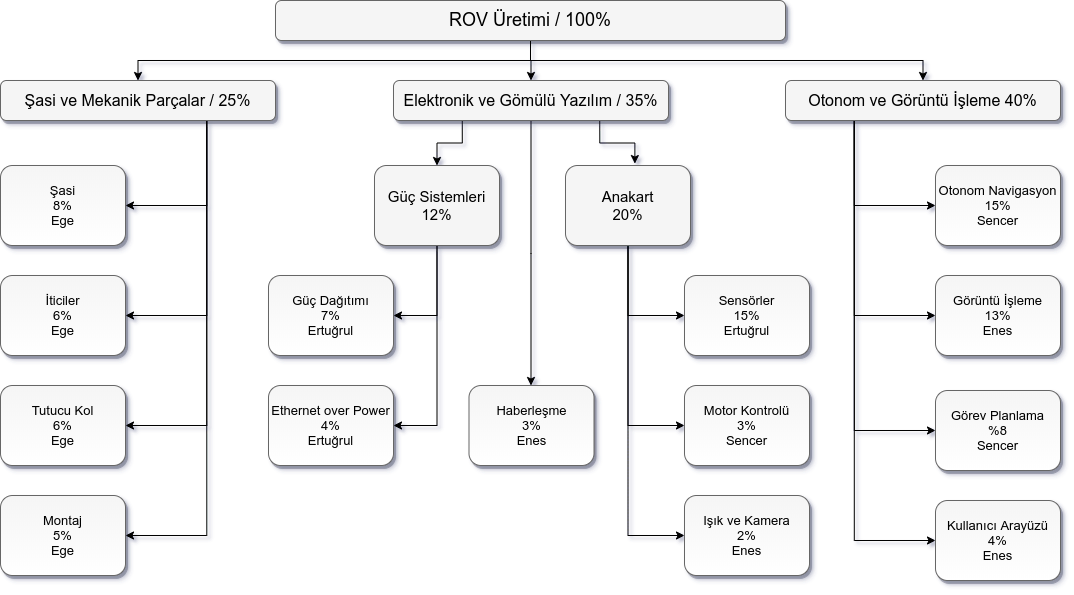 ROV Üretimi / 100%
Şasi ve Mekanik Parçalar / 25%
Elektronik ve Gömülü Yazılım / 35%
Otonom ve Görüntü İşleme 40%
Şasi
8%
Ege
İticiler
6%
Ege
Tutucu Kol
6%
Ege
Montaj
5%
Ege
Güç Sistemleri
12%
Güç Dağıtımı
7%
Ertuğrul
Ethernet over Power
4%
Ertuğrul
Haberleşme
3%
Enes
Anakart
20%
Sensörler
15%
Ertuğrul
Motor Kontrolü
3%
Sencer
Işık ve Kamera
2%
Enes
Otonom Navigasyon
15%
Sencer
Görüntü İşleme
13%
Enes
Görev Planlama
%8
Sencer
Kullanıcı Arayüzü
4%
Enes